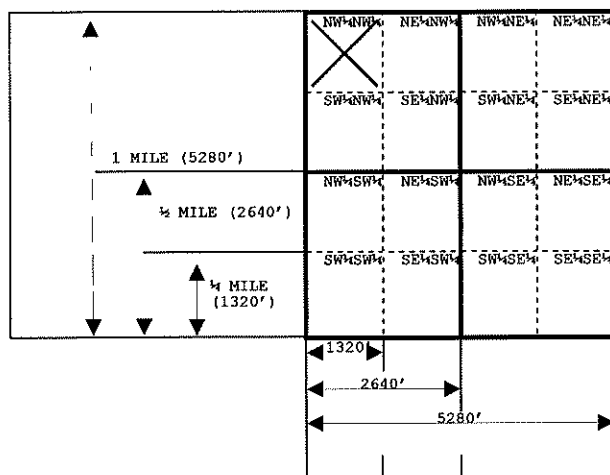 NW¼NW¼ NE¼NW¼ NW¼NE¼ NE¼NE¼
SW¼NW¼ SE¼NW¼ SW¼NE¼ SE¼NE¼
1 MILE (5280')
NW¼SW¼ NE¼SW¼ NW¼SE¼ NE¼SE¼
½ MILE (2640')
SW¼SW¼ SE¼SW¼ SW¼SE¼ SE¼SE¼
¼ MILE
(1320')
1320'
2640'
5280'